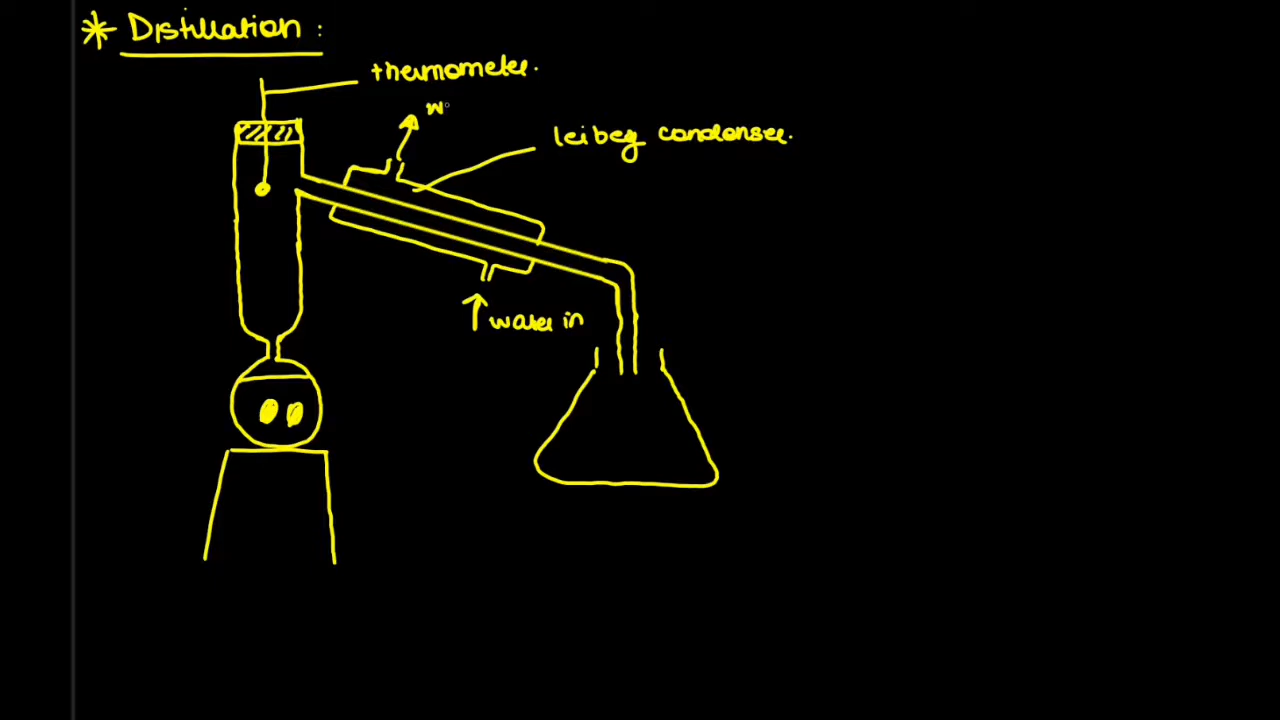 * Distillation :
thermometer.
w
leibeg condenser.
water in